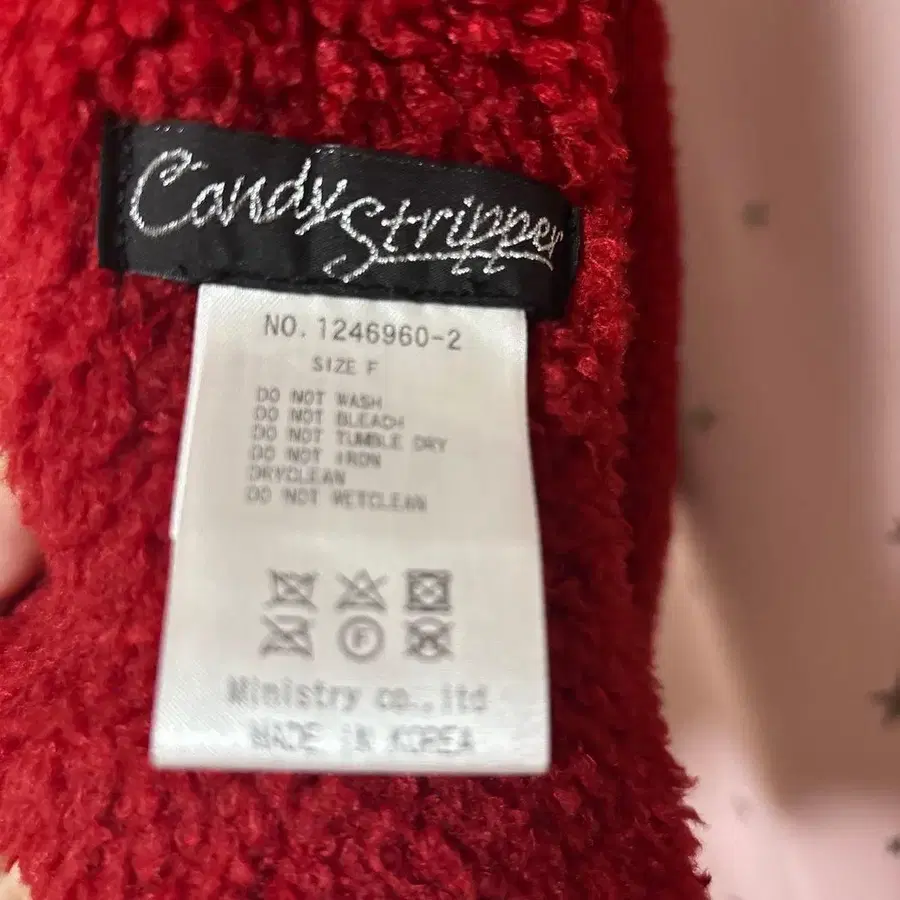 Candy
Stripper
NO. 1246960-2
SIZE F
DO NOT WASH
DO NOT BLEACH
DO NOT TUMBLE DRY
DO NOT IRON
DRYCLEAN
DO NOT WETCLEAN
F
Ministry co.,ltd
MADE IN KOREA